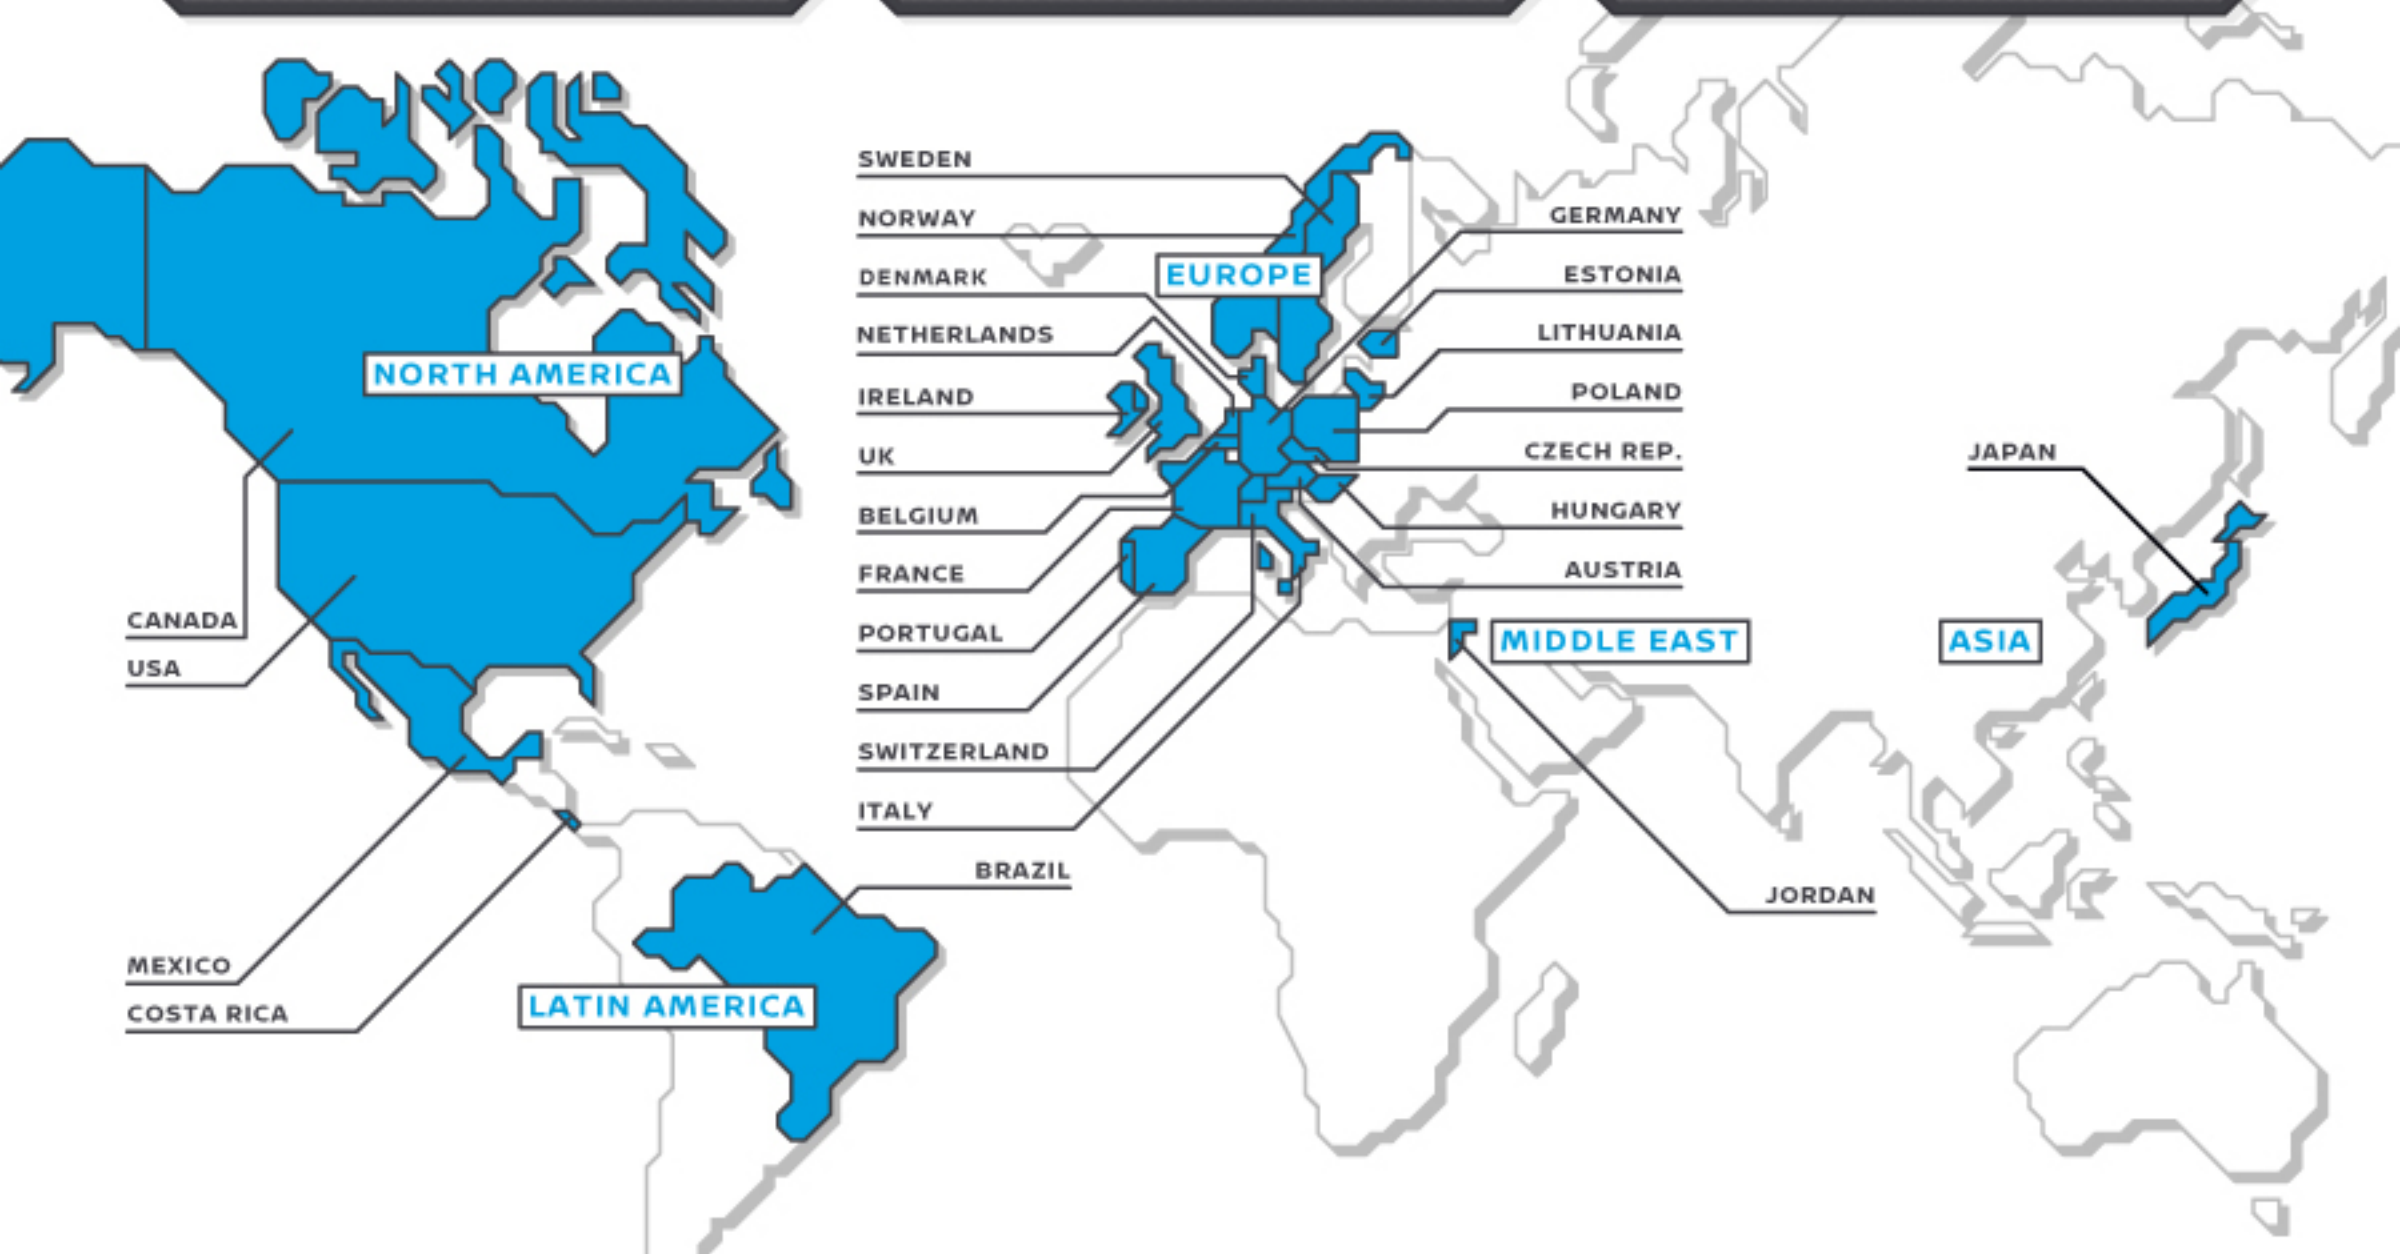 SWEDEN
NORWAY
DENMARK
NETHERLANDS
IRELAND
UK
BELGIUM
FRANCE
PORTUGAL
SPAIN
SWITZERLAND
ITALY
BRAZIL
EUROPE
GERMANY
ESTONIA
LITHUANIA
POLAND
CZECH REP.
HUNGARY
AUSTRIA
NORTH AMERICA
CANADA
USA
MEXICO
COSTA RICA
LATIN AMERICA
MIDDLE EAST
JORDAN
JAPAN
ASIA